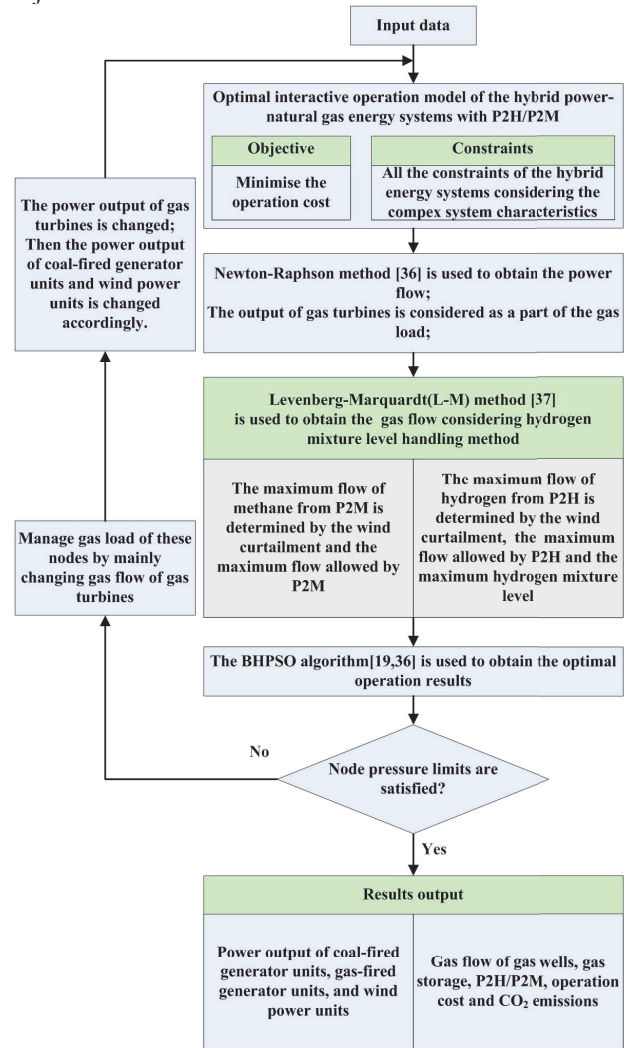 Input data
Optimal interactive operation model of the hybrid power-
natural gas energy systems with P2H/P2M
Objective
Minimise the
operation cost
Constraints
All the constraints of the hybrid
energy systems considering the
compex system characteristics
The power output of gas
turbines is changed;
Then the power output
of coal-fired generator
units and wind power
units is changed
accordingly.
Newton-Raphson method [36] is used to obtain the power
flow;
The output of gas turbines is considered as a part of the gas
load;
Levenberg-Marquardt(L-M) method [37]
is used to obtain the gas flow considering hydrogen
mixture level handling method
The maximum flow of
methane from P2M is
determined by the wind
curtailment and the
maximum flow allowed by
P2M
The maximum flow of
hydrogen from P2H is
determined by the wind
curtailment, the maximum
flow allowed by P2H and the
maximum hydrogen mixture
level
Manage gas load of these
nodes by mainly
changing gas flow of gas
turbines
The BHPSO algorithm[19,36] is used to obtain the optimal
operation results
No
Node pressure limits are
satisfied?
Yes
Results output
Power output of coal-fired
generator units, gas-fired
generator units, and wind
power units
Gas flow of gas wells, gas
storage, P2H/P2M, operation
cost and CO₂ emissions